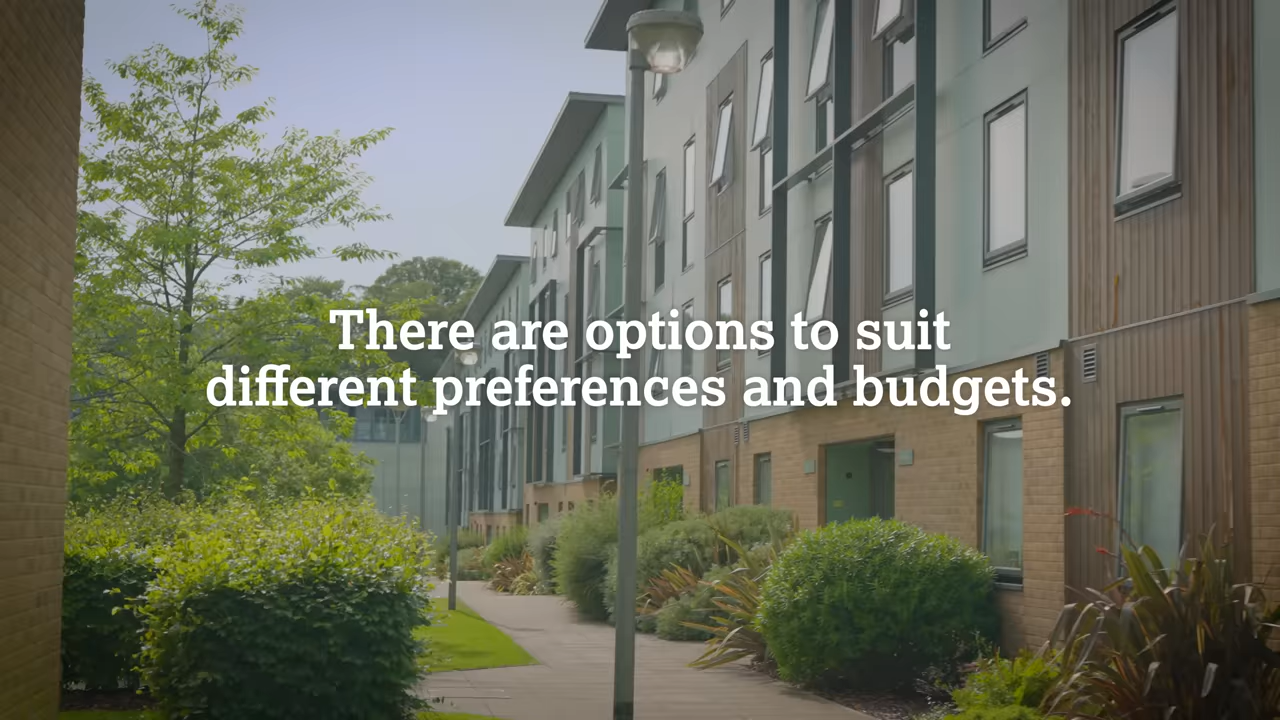 There are options to suit
different preferences and budgets.